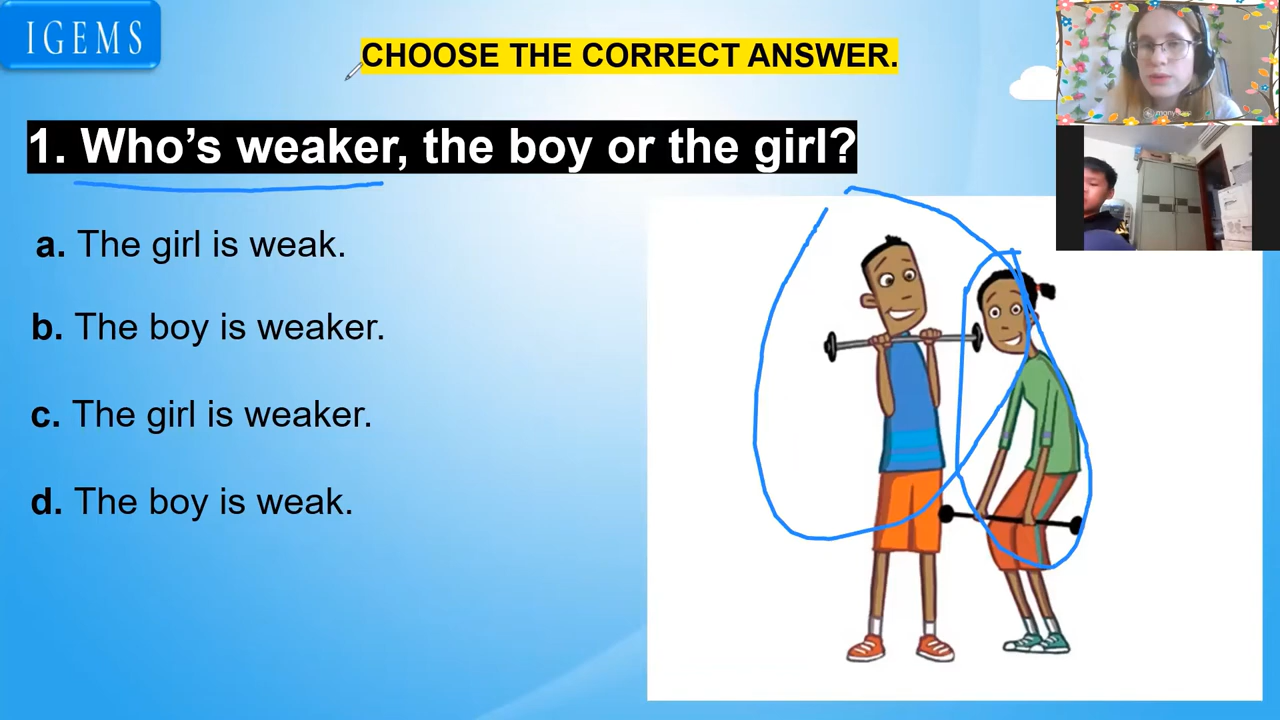 IGEMS
CHOOSE THE CORRECT ANSWER.
1. Who's weaker, the boy or the girl?
a. The girl is weak.
b. The boy is weaker.
c. The girl is weaker.
d. The boy is weak.